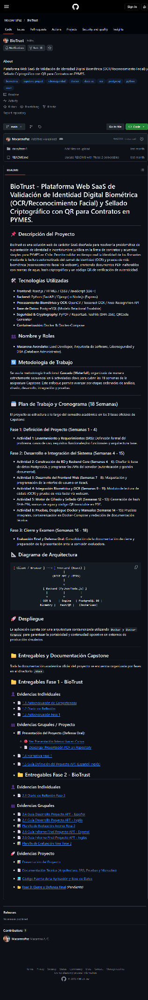 Sign in
MacarenaPaz / BioTrust
Code Issues Pull requests Actions Projects Security and quality Insights
BioTrust Public
Notifications Fork 0
About
Plataforma Web SaaS de Validación de Identidad Digital Biométrica (OCR/Reconocimiento Facial) y
Sellado Criptográfico con QR para Contratos en PYMES.
biometrics capstone-project ciberseguridad docker duoc-uc ocr postgresql python
react
Readme
Activity
0 stars 0 watching 0 forks
Report repository
main Go to file Code
MacarenaPaz Add files via upload last month
docs/fase-1 Add files via upload last month
README.md Update README with Phase 2 deliverables last month
README
BioTrust - Plataforma Web SaaS de
Validación de Identidad Digital Biométrica
(OCR/Reconocimiento Facial) y Sellado
Criptográfico con QR para Contratos en
PYMES.
📌 Descripción del Proyecto
BioTrust es una solución web de carácter SaaS diseñada para resolver la problemática de
suplantación de identidad e incertidumbre jurídica en la firma de contratos y acuerdos
simples para PYMES en Chile. Permite validar en tiempo real la identidad de los firmantes
mediante la lectura automatizada del carnet de identidad (OCR) y prueba de vida
biométrica (reconocimiento facial vía webcam), emitiendo documentos PDF inalterables
con marcas de agua, hash criptográfico y un código QR de verificación de autenticidad.
🛠️ Tecnologías Utilizadas
• Frontend: React.js / HTML5 / CSS3 / JavaScript (ES6+)
• Backend: Python (FastAPI / Django) o Node.js (Express)
• Procesamiento Biométrico y OCR: OpenCV / Tesseract OCR / Face-Recognition API
• Base de Datos: PostgreSQL (Modelo Relacional Escalable)
• Seguridad & Cryptography: PyPDF / ReportLab, hashlib (SHA-256), QRCode
Generator
• Containerización: Docker & Docker-Compose
👥 Nombre y Roles
• Macarena Avendaño: Lead Developer, Arquitecta de Software, Ciberseguridad y
DBA (Database Administrator).
🔄 Metodología de Trabajo
Se usa la metodología tradicional Cascada (Waterfall), organizada de manera
estrictamente secuencial en 6 actividades clave para cubrir las 18 semanas de la
asignatura Capstone. Este enfoque permite avanzar por etapas ordenadas de análisis,
diseño, desarrollo, integración y pruebas.
🗓️ Plan de Trabajo y Cronograma (18 Semanas)
El proyecto se estructura a lo largo del semestre académico en las 3 fases oficiales de
Capstone:
Fase 1: Definición del Proyecto (Semanas 1 - 4)
• Actividad 1: Levantamiento y Requerimientos (SRS): Definición formal del
problema, casos de uso, requisitos funcionales/no funcionales y arquitectura base.
Fase 2: Desarrollo e Integración del Sistema (Semanas 4 - 15)
• Actividad 2: Construcción de BD y Backend Core (Semanas 4 - 6): Diseñar la base
de datos PostgreSQL y programar las APIs del servidor (autenticación y gestión
documental).
• Actividad 3: Desarrollo del Frontend Web (Semanas 7 - 8): Maquetación y
programación de la interfaz de usuario en React.
• Actividad 4: Integración Biométrica y OCR (Semanas 9 - 11): Módulo de lectura de
cédula (OCR) y prueba de vida facial vía webcam.
• Actividad 5: Motor de Cifrado y Sellado QR (Semanas 12 - 13): Generación de hash
SHA-256, marcas de agua y código QR inmutable en PDF.
• Actividad 6: Pruebas, Despliegue Docker y Manuales (Semanas 14 - 15): Pruebas
integrales, containerización en Docker-Compose y redacción de documentación
técnica.
Fase 3: Cierre y Examen (Semanas 16 - 18)
• Evaluación Final y Defensa Oral: Consolidación de la documentación de cierre y
preparación de la presentación ante la comisión evaluadora.
📐 Diagrama de Arquitectura
[ Client / Browser ] ---> [ Frontend (React) ]
|
(REST API / HTTPS)
|
v
[ Backend (Python/Node.js) ]
| | |
v v v
[ OCR & [ Engine [ PostgreSQL DB ]
Biometry ] Hash/QR ] (Dockerized)
🚀 Despliegue
La aplicación cuenta con una arquitectura containerizada utilizando Docker y Docker-
Compose para garantizar la portabilidad y continuidad operativa en entornos de
producción simulados.
📁 Entregables y Documentación Capstone
Toda la documentación académica oficial del proyecto se encuentra organizada por fases
en el directorio /docs :
📁 Entregables Fase 1 - BioTrust
👤 Evidencias Individuales
• 📄 1.1 Autoevaluación de Competencias
• 📄 1.2 Diario de Reflexión
• 📄 1.3 Autoevaluación Fase 1
👥 Evidencias Grupales / Proyecto
• 📊 Presentación del Proyecto (Defensa Oral):
◦ 🎨 Ver Presentación Interactiva en Canva
◦ 📄 Descargar Presentación PDF en Repository
• 📄 1.4 Formativa Fase 1
• 📄 1.5 Guía Definición del Proyecto APT (Español-Inglés)
• 📁 Entregables Fase 2 - BioTrust
👤 Evidencias Individuales
• 📄 2.1 Diario de Reflexión Fase 2
👥 Evidencias Grupales
• 📄 2.4 Guía Desarrollo Proyecto APT - Español
• 📄 2.4 Guía Desarrollo Proyecto APT - Inglés
• 📊 Planilla de Evaluación Avance Fase 2
• 📄 2.6 Guía Informe Final Proyecto APT - Español
• 📄 2.6 Guía Informe Final Proyecto APT - Inglés
• 📊 Planilla de Evaluación Final Fase 2
🚀 Evidencias Proyecto
• 📊 Presentación del Proyecto
• 📄 Documentación Técnica (Arquitectura, SRS, Pruebas y Manuales)
• 💻 Código Fuente de la Aplicación y Base de Datos
• 📂 Fase 3: Cierre y Defensa Final (Pendiente)
Releases
No releases published
Contributors 1
MacarenaPaz Macarena A. C.
Terms Privacy Security Status Community Docs Contact Manage cookies
Do not share my personal information
© 2026 GitHub, Inc.